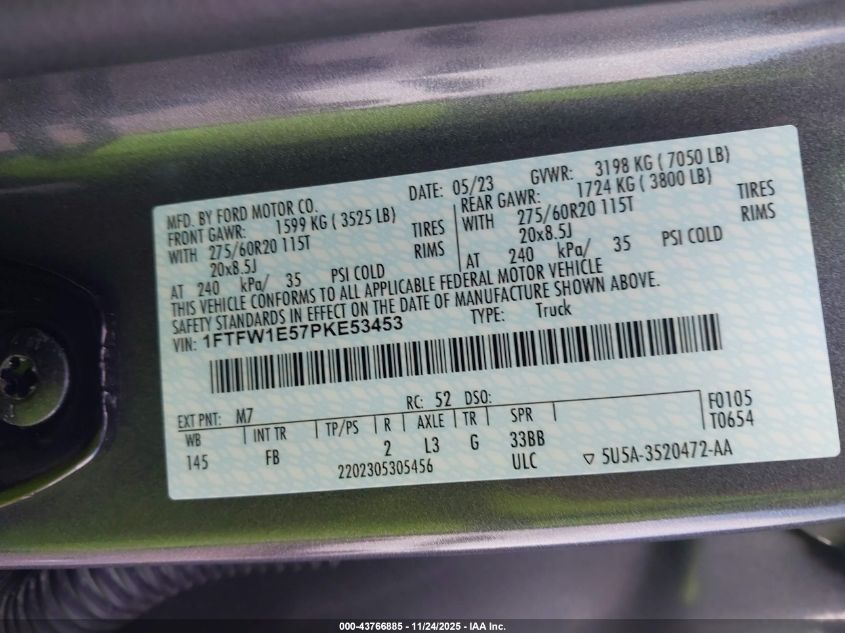 MFD. BY FORD MOTOR CO.
DATE: 05/23 GVWR: 3198 KG ( 7050 LB)
FRONT GAWR: 1599 KG ( 3525 LB)
WITH 275/60R20 115T TIRES
20x8.5J RIMS
AT 240 kPa/ 35 PSI COLD
REAR GAWR: 1724 KG ( 3800 LB)
WITH 275/60R20 115T TIRES
20x8.5J RIMS
AT 240 kPa/ 35 PSI COLD
THIS VEHICLE CONFORMS TO ALL APPLICABLE FEDERAL MOTOR VEHICLE
SAFETY STANDARDS IN EFFECT ON THE DATE OF MANUFACTURE SHOWN ABOVE.
VIN: 1FTFW1E57PKE53453 TYPE: Truck
EXT PNT: M7 RC: 52 DSO:
WB INT TR TP/PS R AXLE TR SPR
145 FB 2 L3 G 33BB
2202305305456 ULC
F0105
T0654
▽ 5U5A-3520472-AA
000-43766885 - 11/24/2025 - IAA Inc.